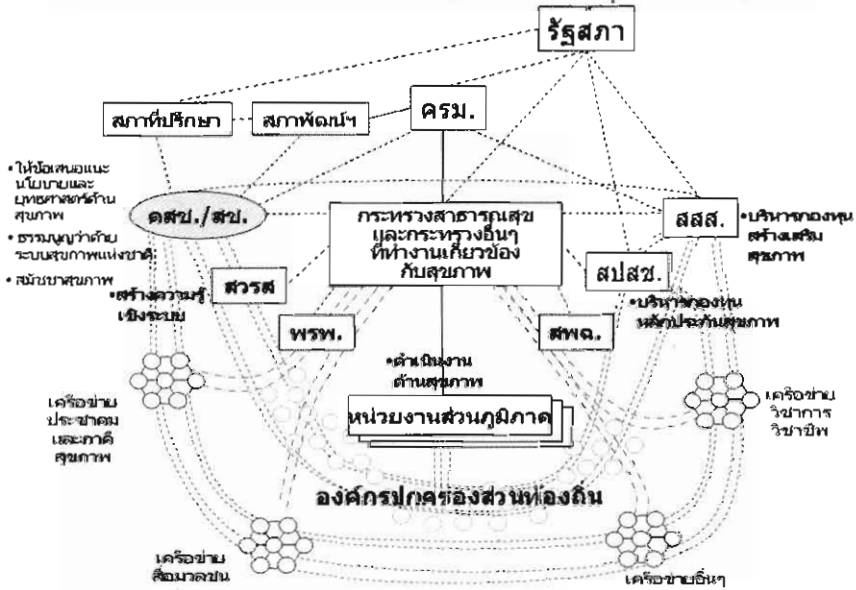 รัฐสภา
ครม.
สภาที่ปรึกษา
สภาพัฒน์ฯ
• ให้ข้อเสนอแนะ
นโยบายและ
ยุทธศาสตร์ด้าน
สุขภาพ
• ธรรมนูญว่าด้วย
ระบบสุขภาพแห่งชาติ
• สมัชชาสุขภาพ
คสช./สช.
กระทรวงสาธารณสุข
และกระทรวงอื่นๆ
ที่ทำงานเกี่ยวข้อง
กับสุขภาพ
สสส.
• บริหารกองทุน
สร้างเสริม
สุขภาพ
สวรส
• สร้างความรู้
เชิงระบบ
สปสช.
• บริหารกองทุน
หลักประกันสุขภาพ
พรพ.
สพฉ.
• ดำเนินงาน
ด้านสุขภาพ
หน่วยงานส่วนภูมิภาค
เครือข่าย
ประชาคม
และภาคี
สุขภาพ
เครือข่าย
วิชาการ
วิชาชีพ
องค์กรปกครองส่วนท้องถิ่น
เครือข่าย
สื่อมวลชน
เครือข่ายอื่นๆ